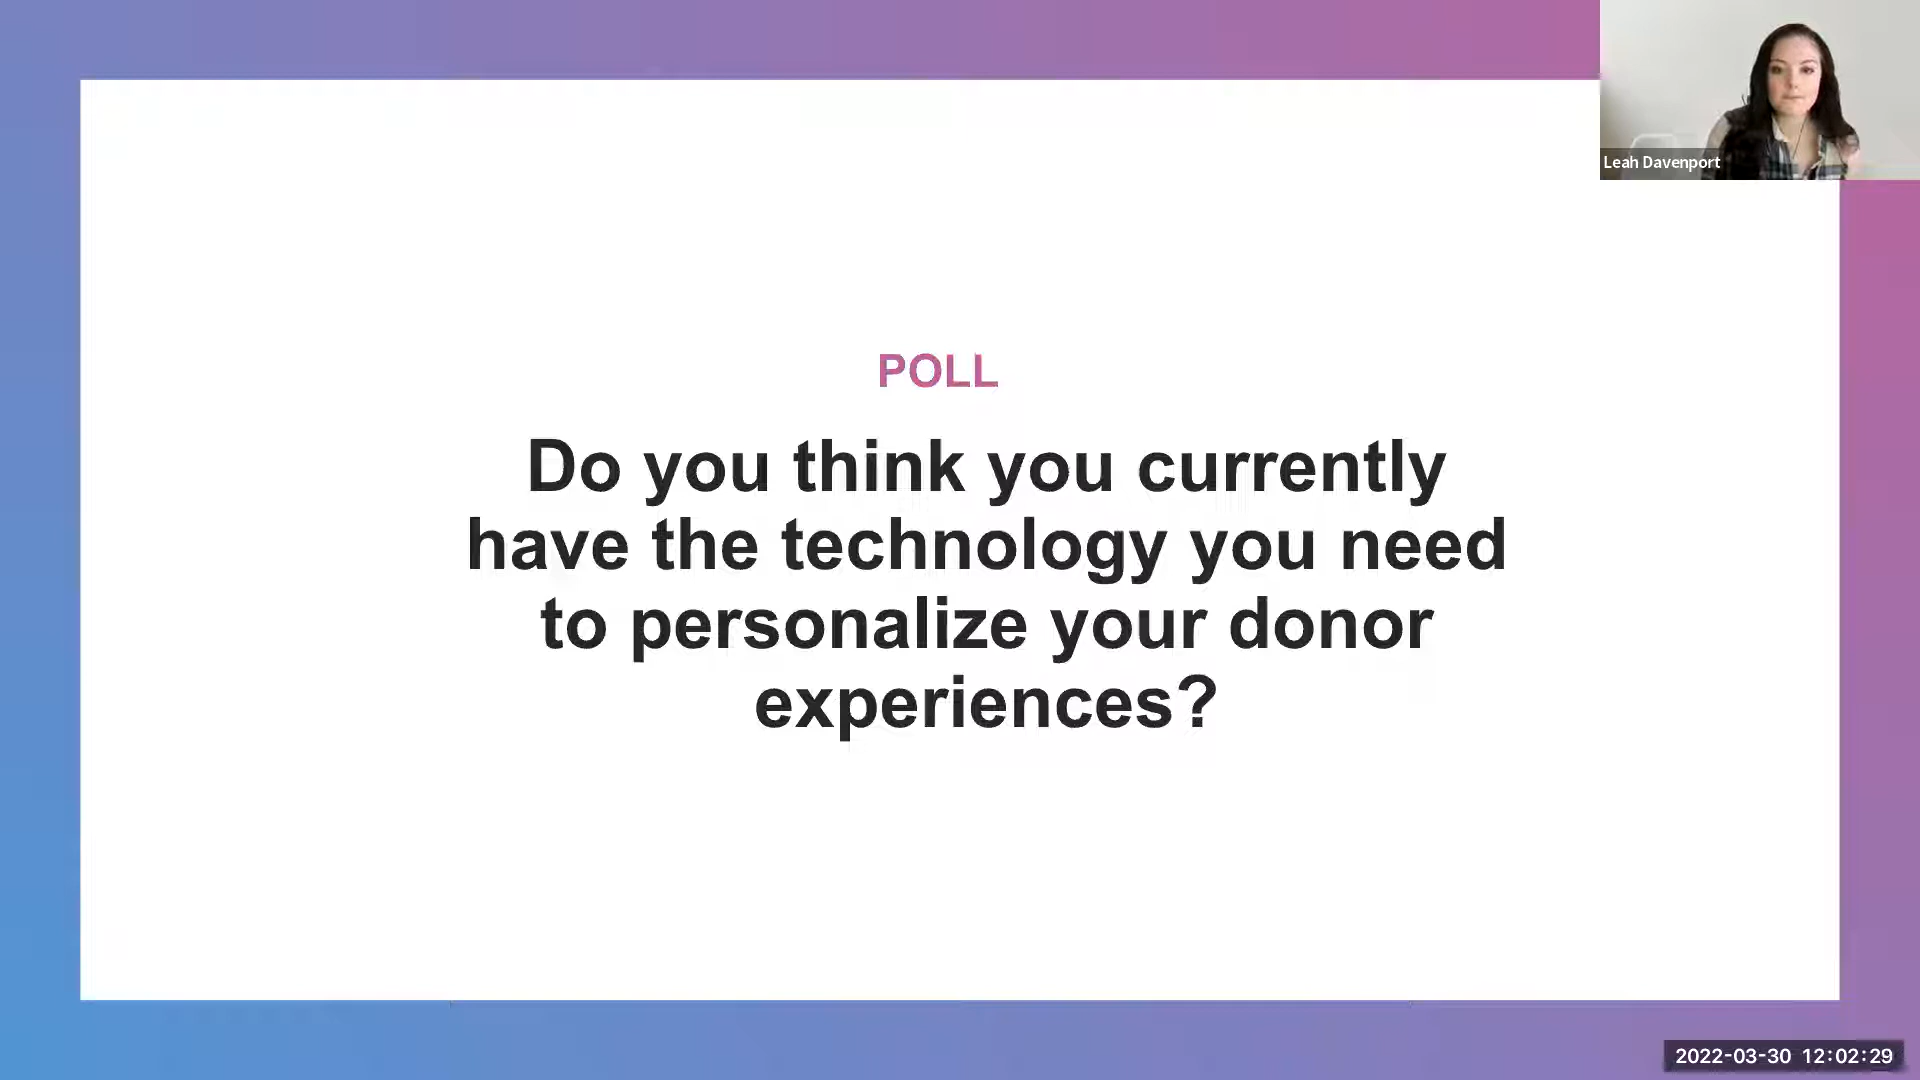 Leah Davenport
POLL
Do you think you currently
have the technology you need
to personalize your donor
experiences?
2022-03-30 12:02:29